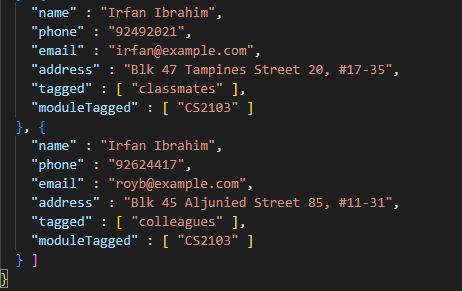 "name" : "Irfan Ibrahim",
"phone" : "92492021",
"email" : "irfan@example.com",
"address" : "Blk 47 Tampines Street 20, #17-35",
"tagged" : [ "classmates" ],
"moduleTagged" : [ "CS2103" ]
}, {
"name" : "Irfan Ibrahim",
"phone" : "92624417",
"email" : "royb@example.com",
"address" : "Blk 45 Aljunied Street 85, #11-31",
"tagged" : [ "colleagues" ],
"moduleTagged" : [ "CS2103" ]
} ]
}